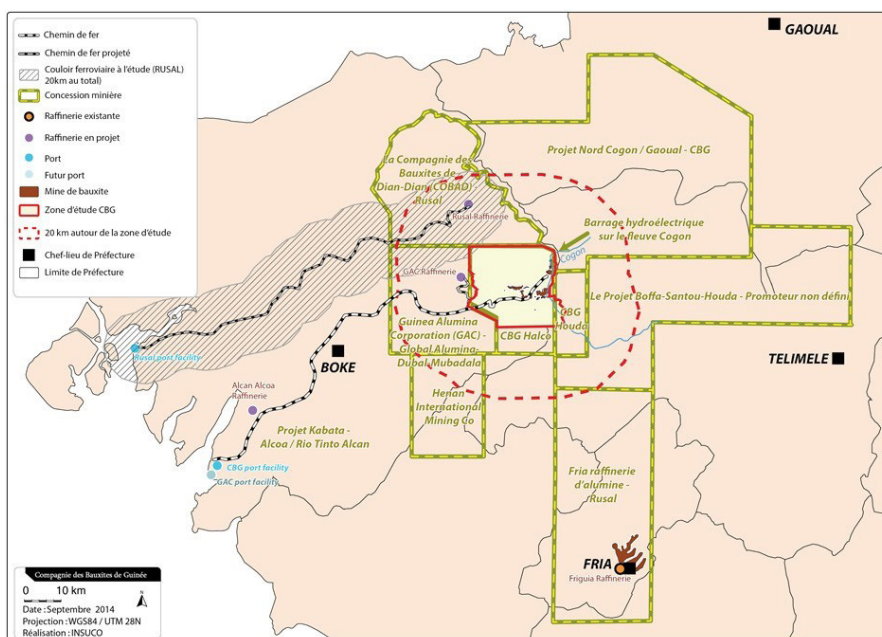 Chemin de fer
Chemin de fer projeté
Couloir ferroviaire à l'étude (RUSAL)
20km au total)
Concession minière
Raffinerie existante
Raffinerie en projet
Port
Futur port
Mine de bauxite
Zone d'étude CBG
20 km autour de la zone d'étude
Chef-lieu de Préfecture
Limite de Préfecture
GAOUAL
Projet Nord Cogon / Gaoual - CBG
La Compagnie des
Bauxites de
Dian-Dian (COBAD)
Rusal
Rusal Raffinerie
Barrage hydroélectrique
sur le fleuve Cogon
Cogon
GAC Raffinerie
Le Projet Boffa-Santou-Houda - Promoteur non défini
CBG
Houda
CBG Halco
Guinea Alumina
Corporation (GAC) -
Global Alumina-
Dubal-Mubadala
Rusal port facility
BOKE
TELIMELE
Alcan Alcoa
Raffinerie
Henan
International
Mining Co
Projet Kabata -
Alcoa / Rio Tinto Alcan
CBG port facility
GAC port facility
Fria raffinerie
d'alumine -
Rusal
FRIA
Friguia Raffinerie
Compagnie des Bauxites de Guinée
0 10 km
N
Date : Septembre 2014
Projection : WGS84 / UTM 28N
Réalisation : INSUCO